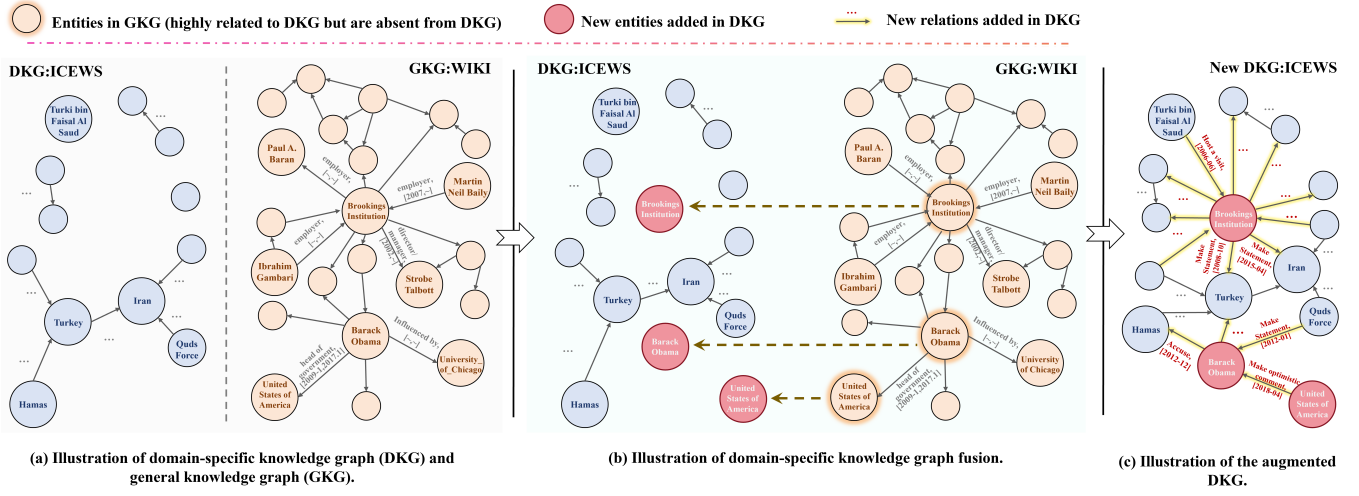 Entities in GKG (highly related to DKG but are absent from DKG)
New entities added in DKG
...
New relations added in DKG
DKG:ICEWS
GKG:WIKI
Turki bin
Faisal Al
Saud
...
...
...
...
...
...
...
Turkey
Iran
Quds
Force
Hamas
Paul A.
Baran
employer,
[-,-]
employer,
[2007,-]
Martin
Neil Baily
Brookings
Institution
employer,
[-,-]
director/
manager,
[2002,-]
Ibrahim
Gambari
Strobe
Talbott
Barack
Obama
Influenced by,
[-,-]
head of
government,
[2009-1,2017.1]
University_
of_Chicago
United
States of
America
(a) Illustration of domain-specific knowledge graph (DKG) and
general knowledge graph (GKG).
DKG:ICEWS
GKG:WIKI
Turki bin
Faisal Al
Saud
...
...
Brookings
Institution
...
...
...
...
...
Turkey
Iran
Quds
Force
Barack
Obama
United
States of
America
Hamas
Paul A.
Baran
employer,
[-,-]
employer,
[2007,-]
Martin
Neil Baily
Brookings
Institution
employer,
[-,-]
director/
manager,
[2002,-]
Ibrahim
Gambari
Strobe
Talbott
Barack
Obama
Influenced by,
[-,-]
head of
government,
[2009-1,2017.1]
University
of Chicago
United
States of
America
(b) Illustration of domain-specific knowledge graph fusion.
New DKG:ICEWS
Turki bin
Faisal Al
Saud
Host a visit,
[2006-06]
...
...
...
...
...
...
...
...
Brookings
Institution
Make
Statement,
[2008-10]
Make
Statement,
[2015-04]
Iran
Turkey
...
...
...
...
Quds
Force
Hamas
Make
Statement,
[2012-01]
Accuse,
[2012-12]
Barack
Obama
Make optimistic
comment,
[2018-04]
United
States of
America
(c) Illustration of the augmented
DKG.